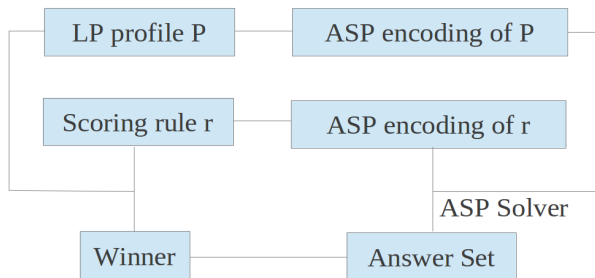 LP profile P
ASP encoding of P
Scoring rule r
ASP encoding of r
ASP Solver
Winner
Answer Set